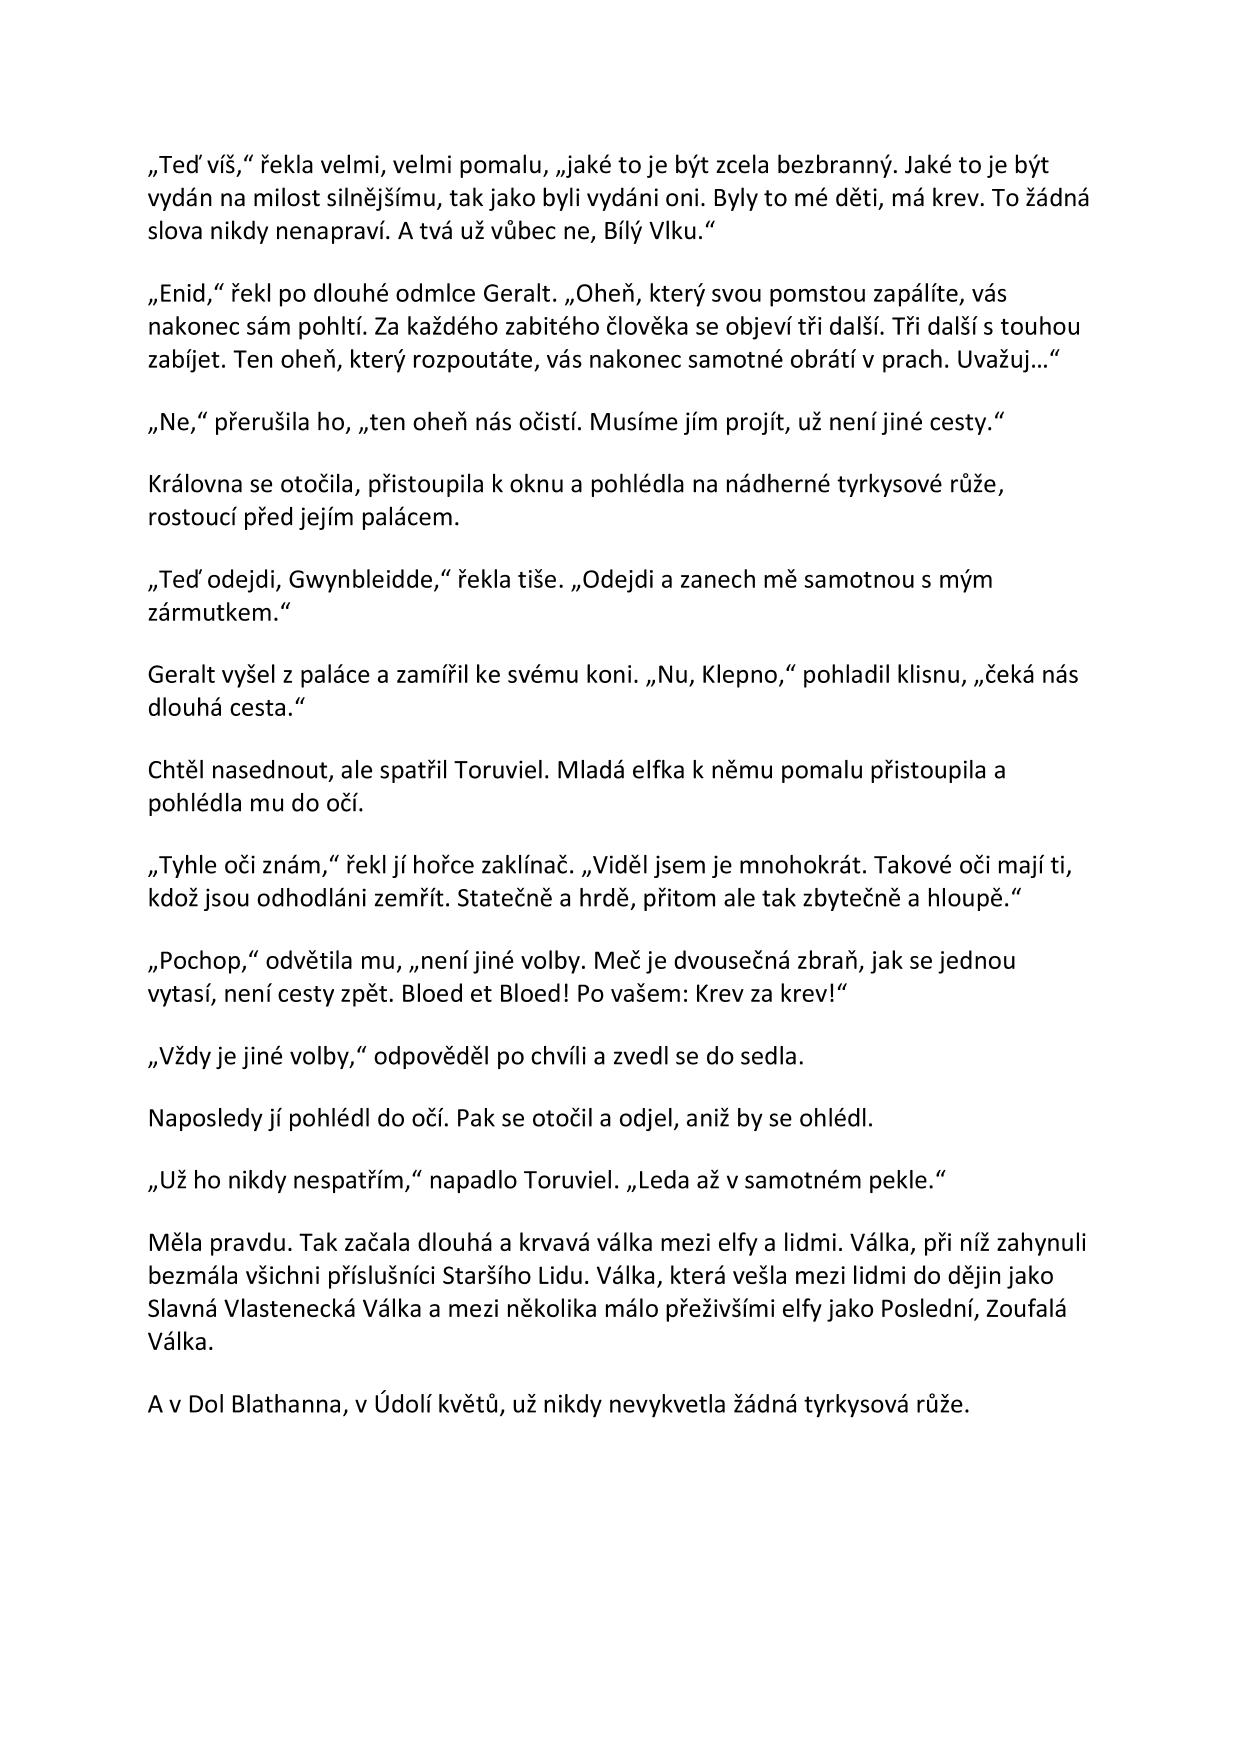 „Teď víš,“ řekla velmi, velmi pomalu, „jaké to je být zcela bezbranný. Jaké to je být
vydán na milost silnějšímu, tak jako byli vydáni oni. Byly to mé děti, má krev. To žádná
slova nikdy nenapraví. A tvá už vůbec ne, Bílý Vlku.“
„Enid,“ řekl po dlouhé odmlce Geralt. „Oheň, který svou pomstou zapálíte, vás
nakonec sám pohltí. Za každého zabitého člověka se objeví tři další. Tři další s touhou
zabíjet. Ten oheň, který rozpoutáte, vás nakonec samotné obrátí v prach. Uvažuj…“
„Ne,“ přerušila ho, „ten oheň nás očistí. Musíme jím projít, už není jiné cesty.“
Královna se otočila, přistoupila k oknu a pohlédla na nádherné tyrkysové růže,
rostoucí před jejím palácem.
„Teď odejdi, Gwynbleidde,“ řekla tiše. „Odejdi a zanech mě samotnou s mým
zármutkem.“
Geralt vyšel z paláce a zamířil ke svému koni. „Nu, Klepno,“ pohladil klisnu, „čeká nás
dlouhá cesta.“
Chtěl nasednout, ale spatřil Toruviel. Mladá elfka k němu pomalu přistoupila a
pohlédla mu do očí.
„Tyhle oči znám,“ řekl jí hořce zaklínač. „Viděl jsem je mnohokrát. Takové oči mají ti,
kdož jsou odhodláni zemřít. Statečně a hrdě, přitom ale tak zbytečně a hloupě.“
„Pochop,“ odvětila mu, „není jiné volby. Meč je dvousečná zbraň, jak se jednou
vytasí, není cesty zpět. Bloed et Bloed! Po vašem: Krev za krev!“
„Vždy je jiné volby,“ odpověděl po chvíli a zvedl se do sedla.
Naposledy jí pohlédl do očí. Pak se otočil a odjel, aniž by se ohlédl.
„Už ho nikdy nespatřím,“ napadlo Toruviel. „Leda až v samotném pekle.“
Měla pravdu. Tak začala dlouhá a krvavá válka mezi elfy a lidmi. Válka, při níž zahynuli
bezmála všichni příslušníci Staršího Lidu. Válka, která vešla mezi lidmi do dějin jako
Slavná Vlastenecká Válka a mezi několika málo přeživšími elfy jako Poslední, Zoufalá
Válka.
A v Dol Blathanna, v Údolí květů, už nikdy nevykvetla žádná tyrkysová růže.